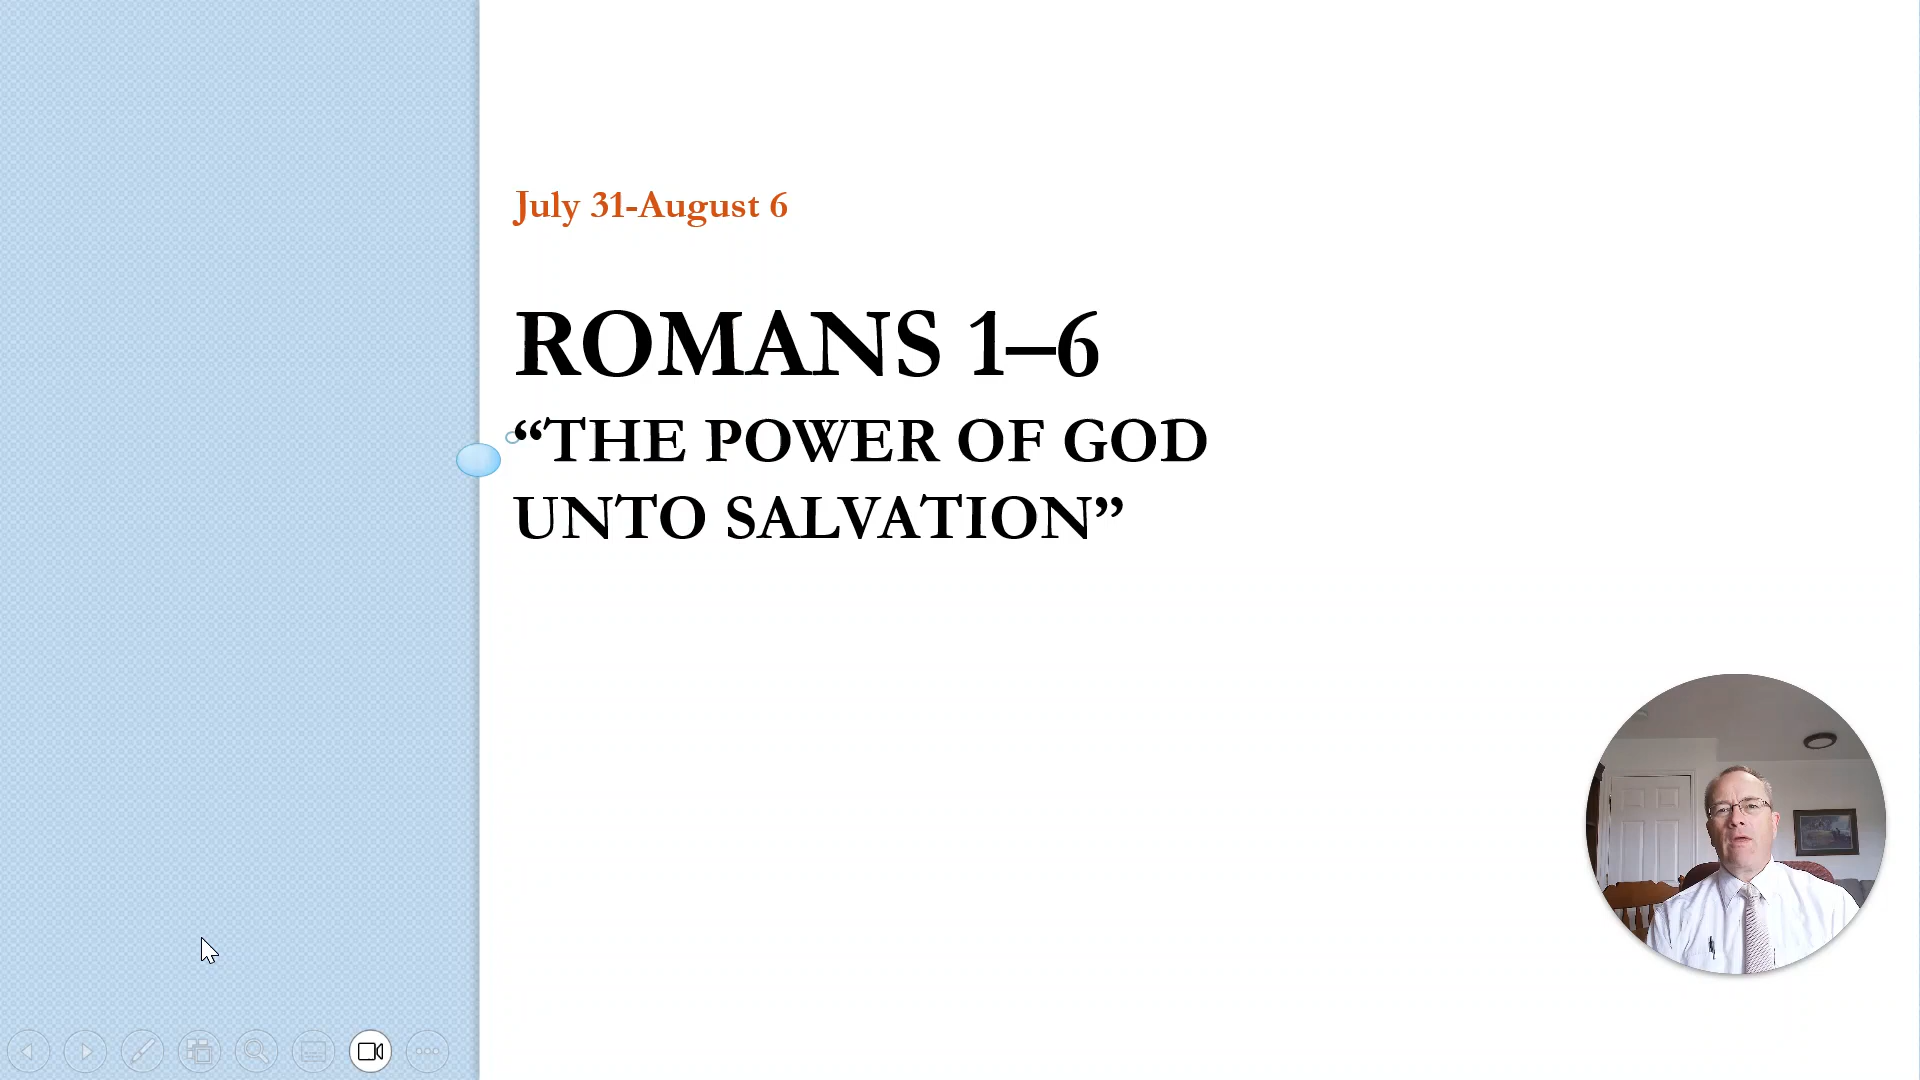 July 31-August 6
ROMANS 1–6
“THE POWER OF GOD
UNTO SALVATION”